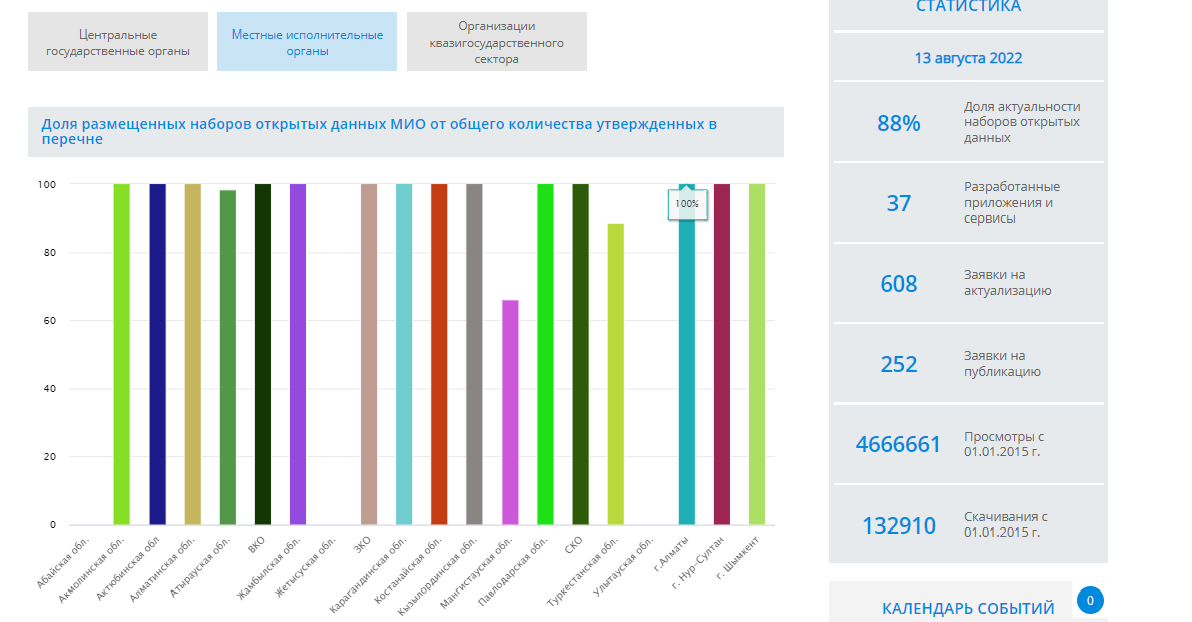 Центральные
государственные органы
Местные исполнительные
органы
Организации
квазигосударственного
сектора
Доля размещенных наборов открытых данных МИО от общего количества утвержденных в
перечне
100
80
60
40
20
0
100%
Абайская обл.
Акмолинская обл.
Актюбинская обл
Алматинская обл.
Атырауская обл.
ВКО
Жамбылская обл.
Жетысуская обл.
ЗКО
Карагандинская обл.
Костанайская обл.
Кызылординская обл.
Мангистауская обл.
Павлодарская обл.
СКО
Туркестанская обл.
Улытауская обл.
г.Алматы
г. Нур-Султан
г. Шымкент
СТАТИСТИКА
13 августа 2022
88%
Доля актуальности
наборов открытых
данных
37
Разработанные
приложения и
сервисы
608
Заявки на
актуализацию
252
Заявки на
публикацию
4666661
Просмотры с
01.01.2015 г.
132910
Скачивания с
01.01.2015 г.
КАЛЕНДАРЬ СОБЫТИЙ
0